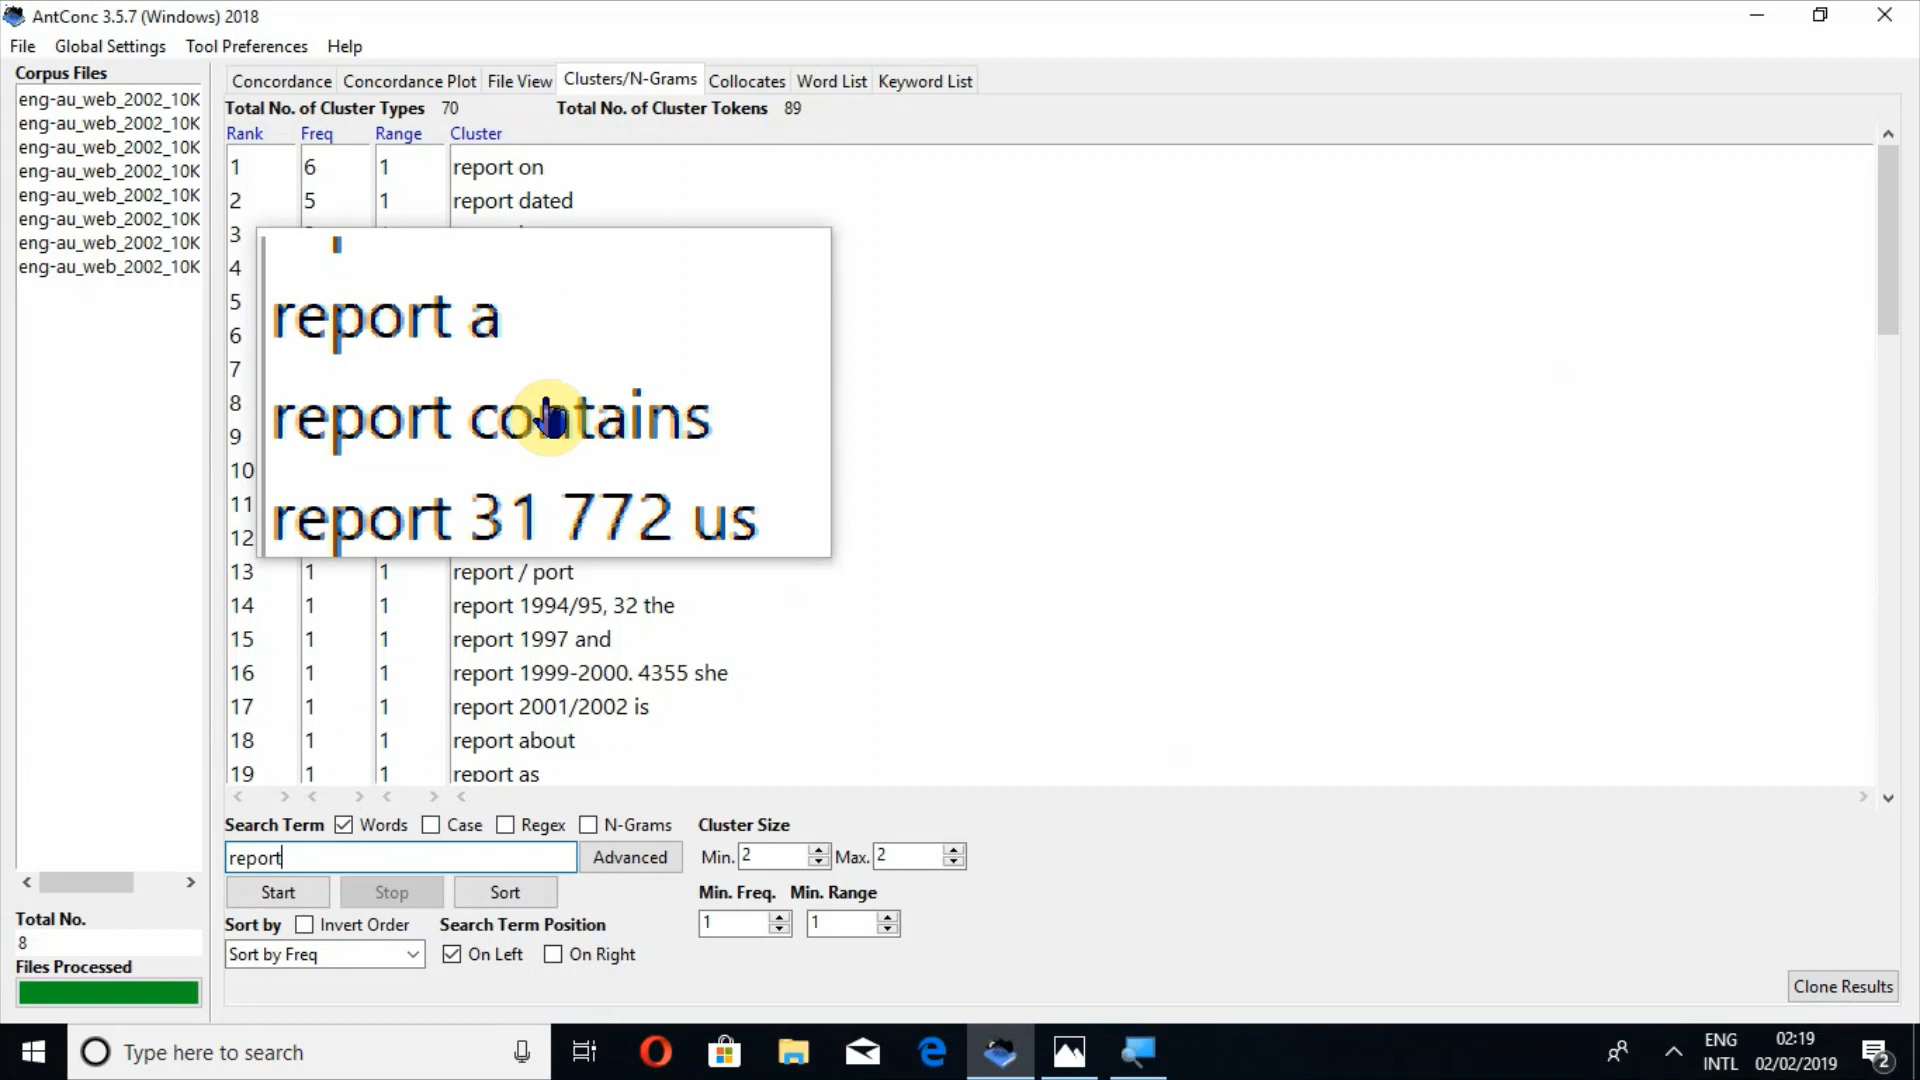 AntConc 3.5.7 (Windows) 2018
File Global Settings Tool Preferences Help
Corpus Files
eng-au_web_2002_10K
eng-au_web_2002_10K
eng-au_web_2002_10K
eng-au_web_2002_10K
eng-au_web_2002_10K
eng-au_web_2002_10K
eng-au_web_2002_10K
eng-au_web_2002_10K
Total No.
8
Files Processed
Concordance Concordance Plot File View Clusters/N-Grams Collocates Word List Keyword List
Total No. of Cluster Types 70 Total No. of Cluster Tokens 89
Rank Freq Range Cluster
1 6 1 report on
2 5 1 report dated
3
4
5
6
7
8
9
10
11
12
report a
report contains
report 31 772 us
13 1 1 report / port
14 1 1 report 1994/95, 32 the
15 1 1 report 1997 and
16 1 1 report 1999-2000. 4355 she
17 1 1 report 2001/2002 is
18 1 1 report about
19 1 1 report as
Search Term Words Case Regex N-Grams Cluster Size
report Advanced Min. 2 Max. 2
Start Stop Sort Min. Freq. Min. Range
Sort by Invert Order Search Term Position 1 1
Sort by Freq On Left On Right
Clone Results
Type here to search
ENG 02:19
INTL 02/02/2019 2